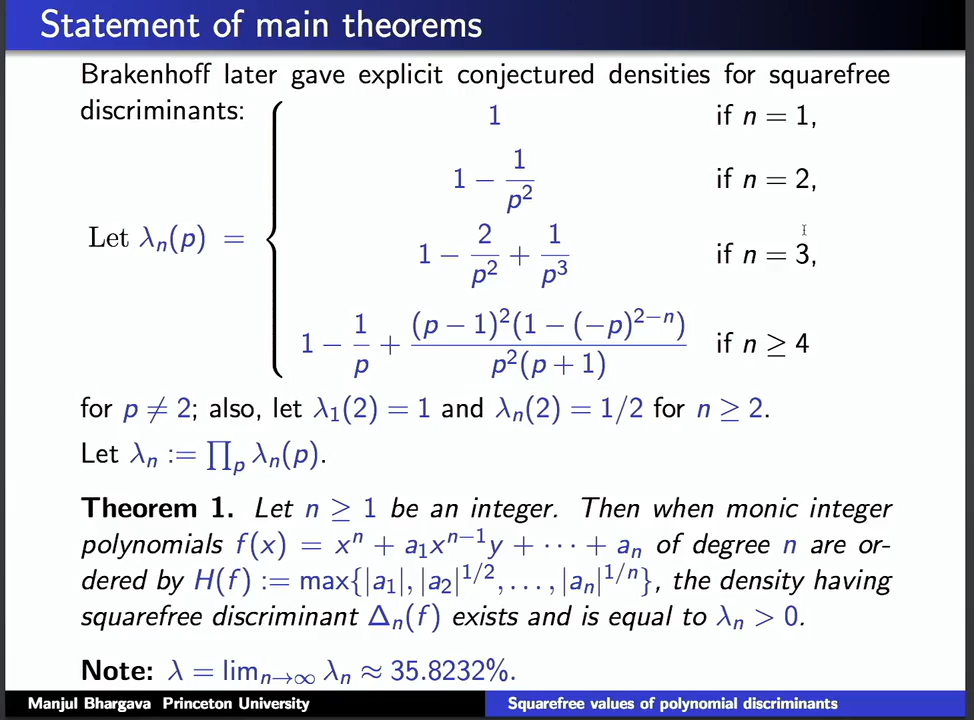 Statement of main theorems
Brakenhoff later gave explicit conjectured densities for squarefree
discriminants:
Let λₙ(p) = {
1 if n = 1,
1 − 1/p² if n = 2,
1 − 2/p² + 1/p³ if n = 3,
1 − 1/p + (p − 1)²(1 − (−p)²⁻ⁿ)/p²(p + 1) if n ≥ 4
for p ≠ 2; also, let λ₁(2) = 1 and λₙ(2) = 1/2 for n ≥ 2.
Let λₙ := ∏ₚ λₙ(p).
Theorem 1. Let n ≥ 1 be an integer. Then when monic integer
polynomials f(x) = xⁿ + a₁xⁿ⁻¹y + ··· + aₙ of degree n are or-
dered by H(f) := max{|a₁|, |a₂|^{1/2}, . . . , |aₙ|^{1/n}}, the density having
squarefree discriminant Δₙ(f) exists and is equal to λₙ > 0.
Note: λ = limₙ→∞ λₙ ≈ 35.8232%.
Manjul Bhargava Princeton University
Squarefree values of polynomial discriminants